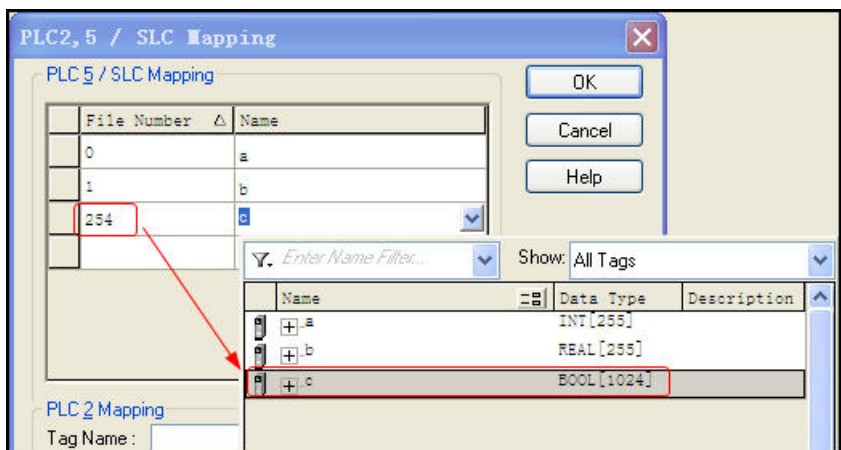 PLC2,5 / SLC Mapping
PLC 5 / SLC Mapping
OK
File Number Name
Cancel
0 a
Help
1 b
254 c
Enter Name Filter... Show: All Tags
Name Data Type Description
a INT[255]
b REAL[255]
c BOOL[1024]
PLC 2 Mapping
Tag Name :